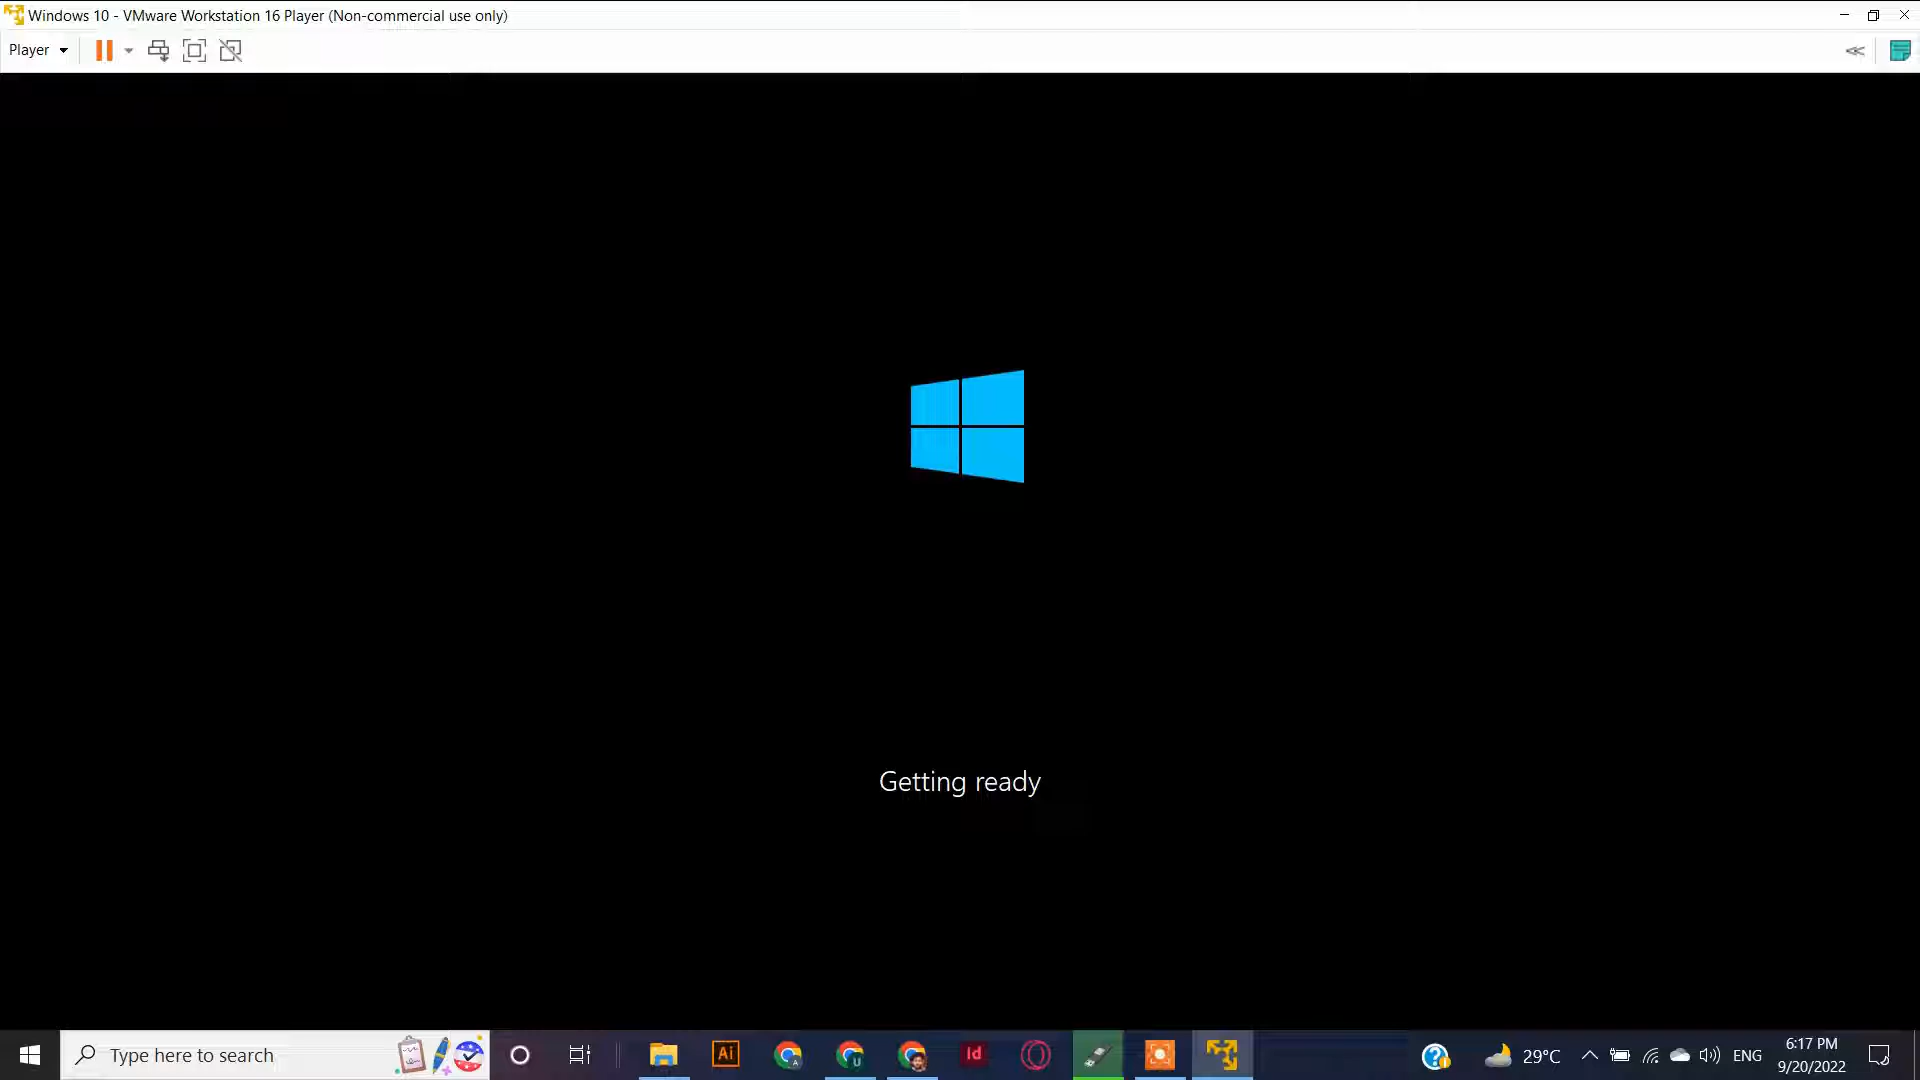 Windows 10 - VMware Workstation 16 Player (Non-commercial use only)
Player
Getting ready
Type here to search
Ai
A
U
Id
29°C
ENG
6:17 PM
9/20/2022